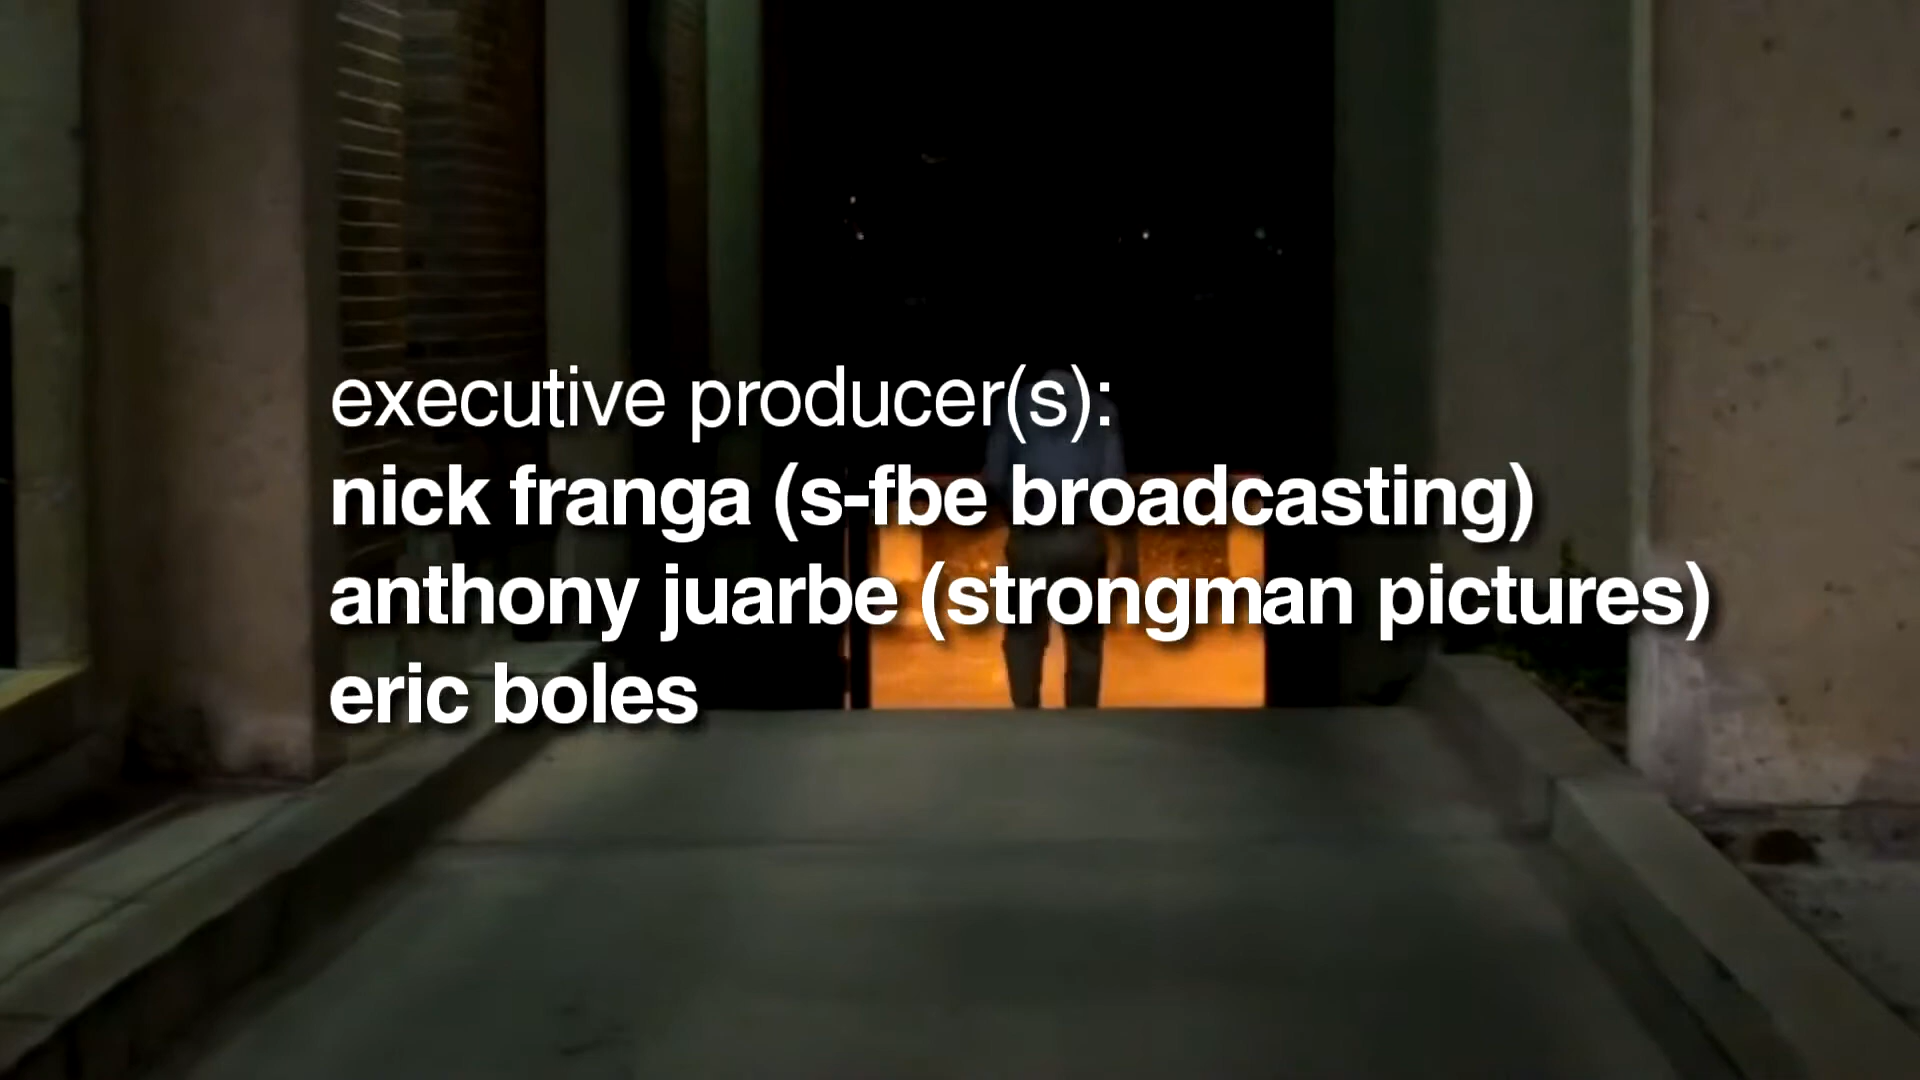 executive producer(s):
nick franga (s-fbe broadcasting)
anthony juarbe (strongman pictures)
eric boles